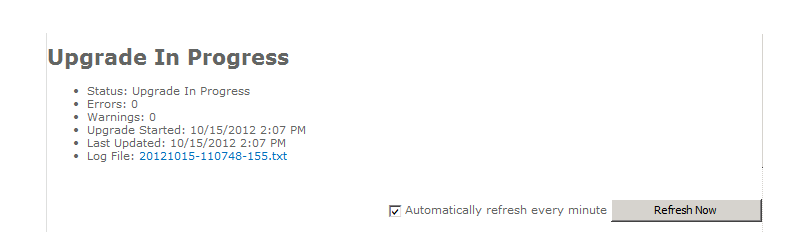 Upgrade In Progress
Status: Upgrade In Progress
Errors: 0
Warnings: 0
Upgrade Started: 10/15/2012 2:07 PM
Last Updated: 10/15/2012 2:07 PM
Log File: 20121015-110748-155.txt
Automatically refresh every minute Refresh Now